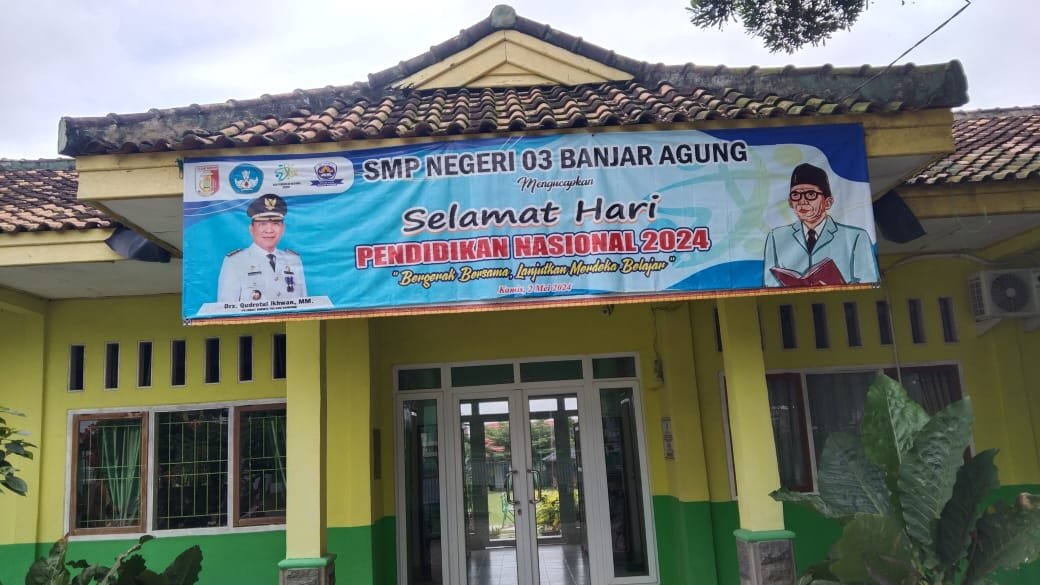 SMP NEGERI 03 BANJAR AGUNG
Mengucapkan
Selamat Hari
PENDIDIKAN NASIONAL 2024
" Bergerak Bersama, Lanjutkan Merdeka Belajar "
Kamis, 2 Mei 2024
Drs. Qudrotul Ikhwan, MM.